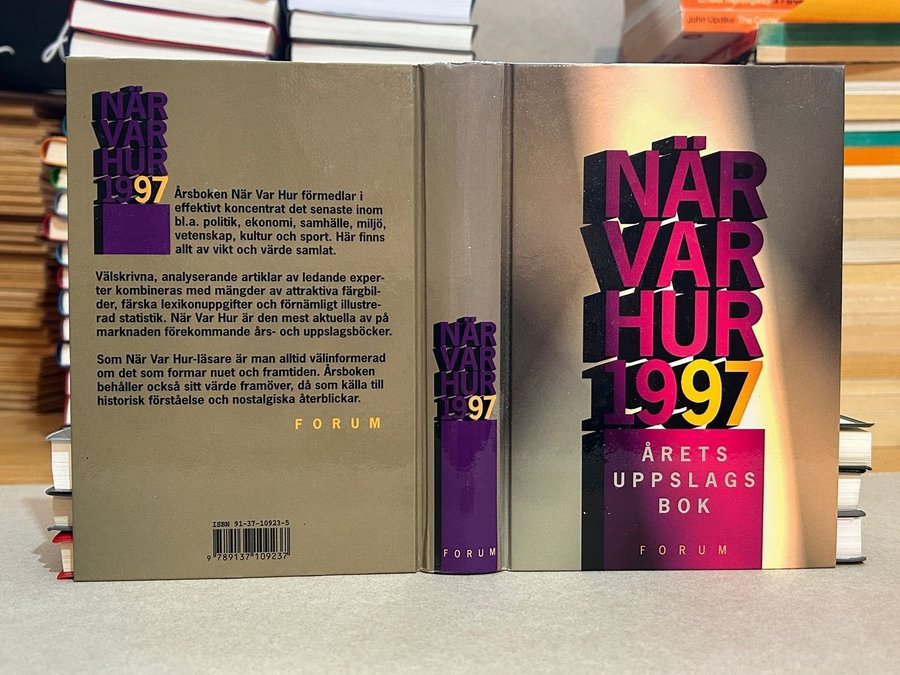 NÄR
VAR
HUR
1997
Årsboken När Var Hur förmedlar i
effektivt koncentrat det senaste inom
bl.a. politik, ekonomi, samhälle, miljö,
vetenskap, kultur och sport. Här finns
allt av vikt och värde samlat.
Välskrivna, analyserande artiklar av ledande exper-
ter kombineras med mängder av attraktiva färgbil-
der, färska lexikonuppgifter och förnämligt illustre-
rad statistik. När Var Hur är den mest aktuella av på
marknaden förekommande års- och uppslagsböcker.
Som När Var Hur-läsare är man alltid välinformerad
om det som formar nuet och framtiden. Årsboken
behåller också sitt värde framöver, då som källa till
historisk förståelse och nostalgiska återblickar.
FORUM
ISBN 91-37-10923-5
9 789137 109237
NÄR
VAR
HUR
1997
FORUM
NÄR
VAR
HUR
1997
ÅRETS
UPPSLAGS
BOK
FORUM
John Updike The